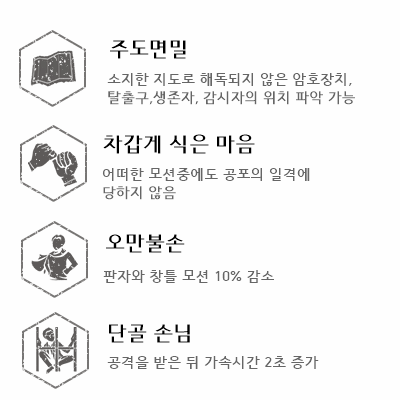 주도면밀
소지한 지도로 해독되지 않은 암호장치,
탈출구,생존자, 감시자의 위치 파악 가능
차갑게 식은 마음
어떠한 모션중에도 공포의 일격에
당하지 않음
오만불손
판자와 창틀 모션 10% 감소
단골 손님
공격을 받은 뒤 가속시간 2초 증가